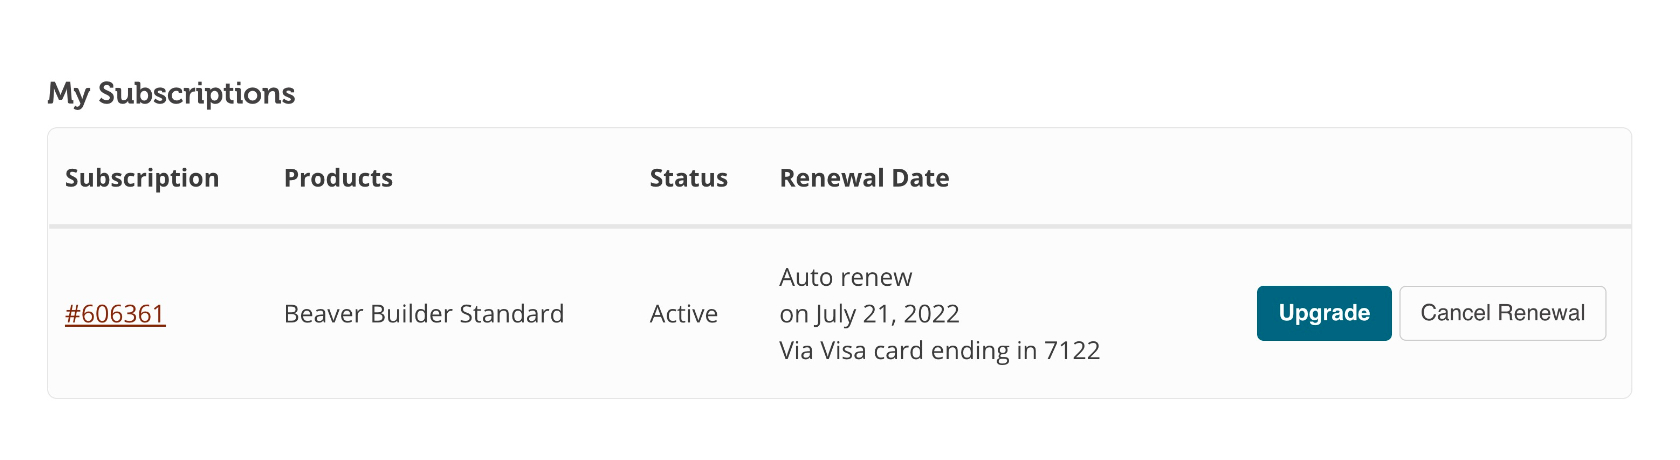 My Subscriptions
Subscription Products Status Renewal Date
#606361 Beaver Builder Standard Active Auto renew
on July 21, 2022
Via Visa card ending in 7122
Upgrade Cancel Renewal